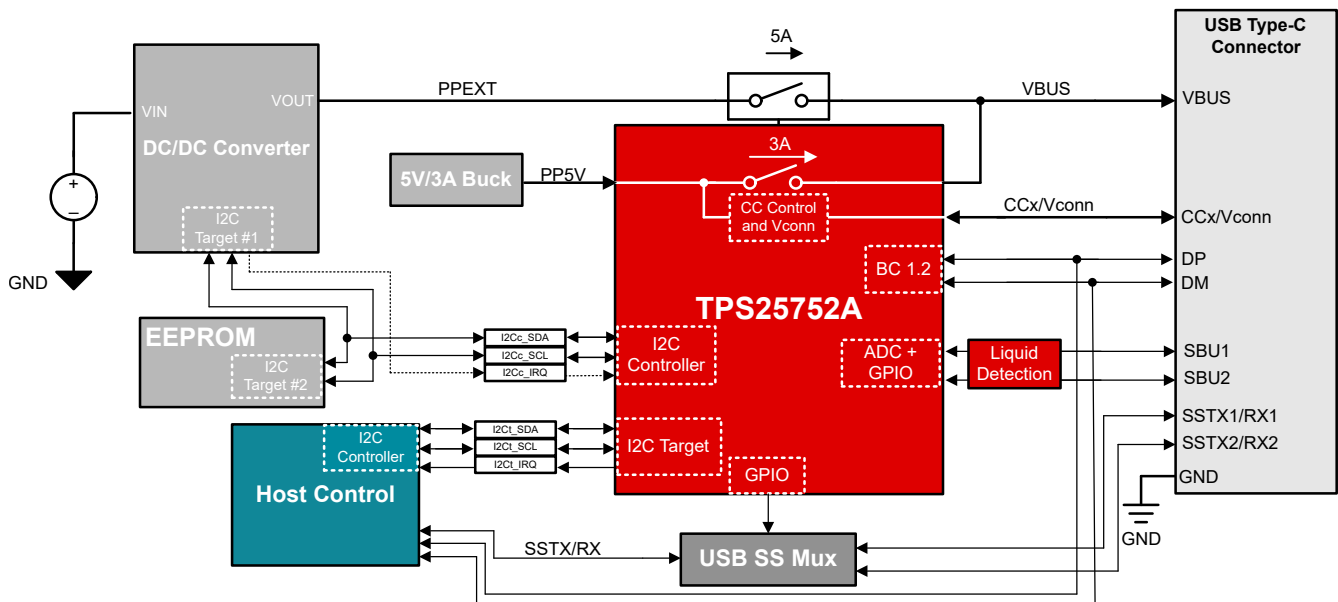 USB Type-C
Connector
5A
VIN
VOUT
PPEXT
VBUS
VBUS
DC/DC Converter
+
–
3A
5V/3A Buck
PP5V
CC Control
and Vconn
CCx/Vconn
CCx/Vconn
I2C
Target #1
BC 1.2
DP
DM
GND
TPS25752A
EEPROM
I2C
Target #2
I2Cc_SDA
I2Cc_SCL
I2Cc_IRQ
I2C
Controller
ADC +
GPIO
Liquid
Detection
SBU1
SBU2
SSTX1/RX1
SSTX2/RX2
I2C
Controller
I2Ct_SDA
I2Ct_SCL
I2Ct_IRQ
I2C Target
GPIO
GND
Host Control
GND
SSTX/RX
USB SS Mux